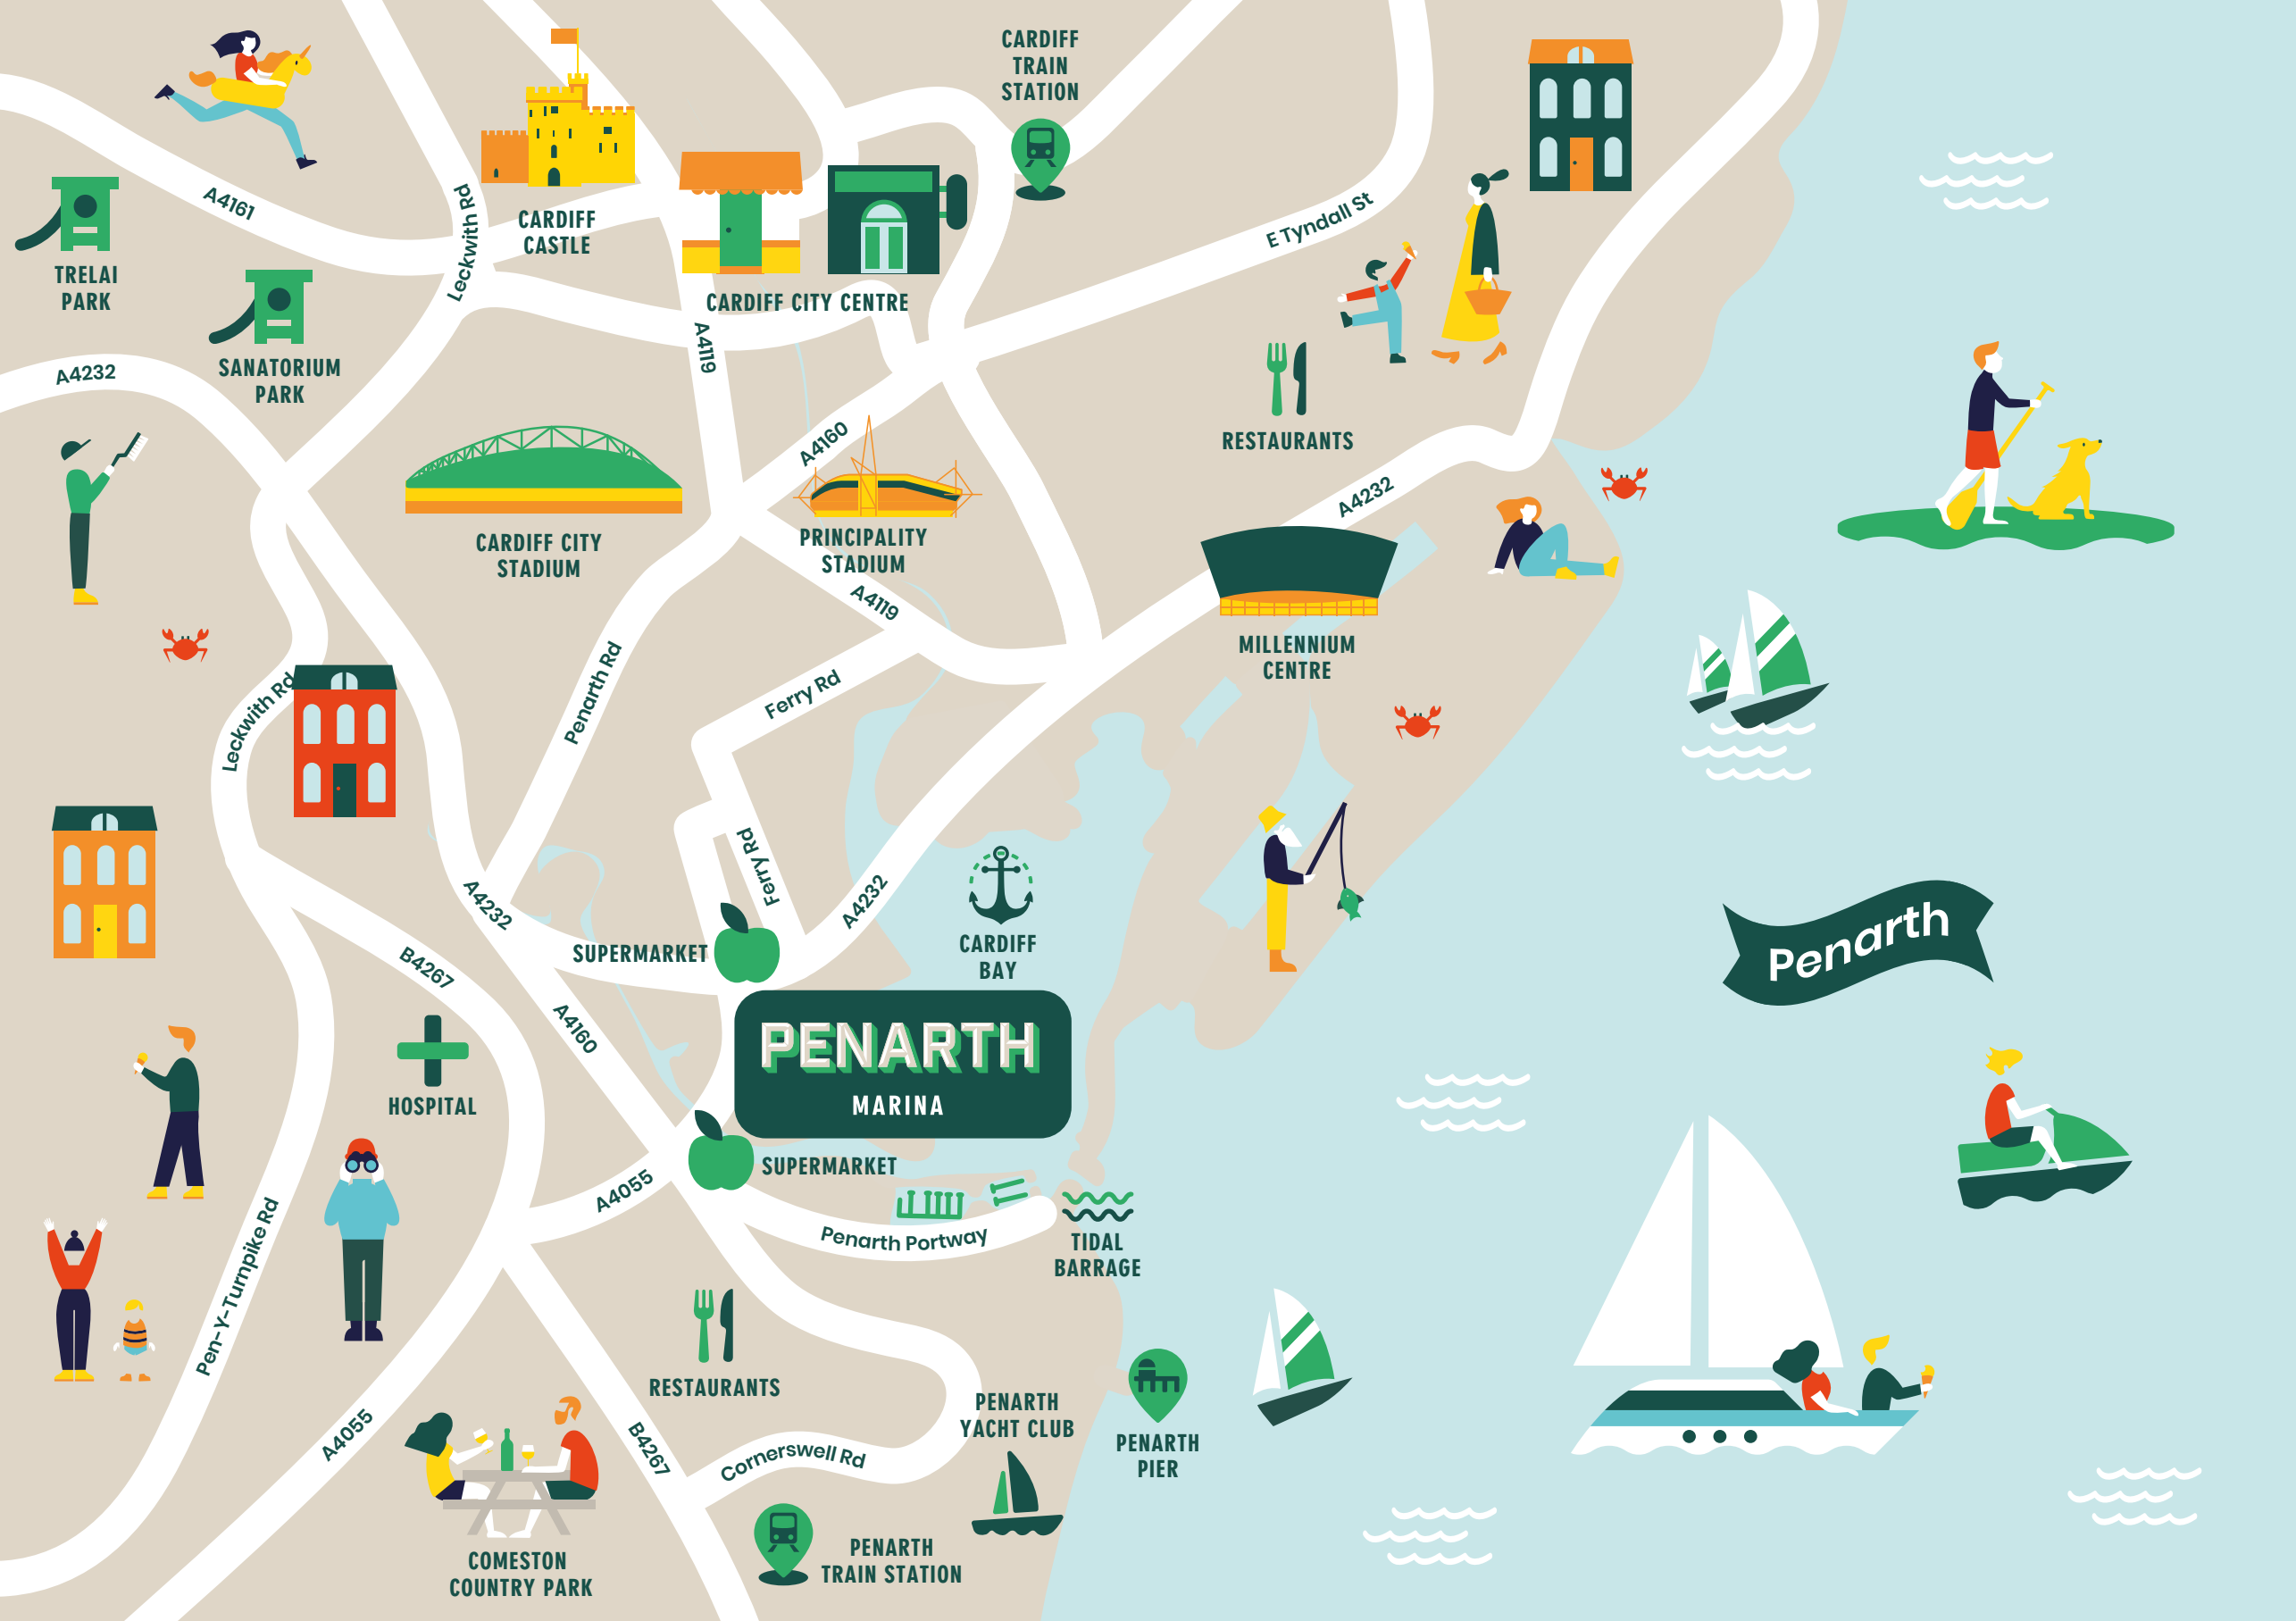 CARDIFF
TRAIN
STATION
A4161
Leckwith Rd
CARDIFF
CASTLE
E Tyndall St
TRELAI
PARK
CARDIFF CITY CENTRE
A4119
SANATORIUM
PARK
A4232
RESTAURANTS
A4160
A4232
CARDIFF CITY
STADIUM
PRINCIPALITY
STADIUM
A4119
MILLENNIUM
CENTRE
Leckwith Rd
Penarth Rd
Ferry Rd
Ferry Rd
A4232
A4232
SUPERMARKET
CARDIFF
BAY
Penarth
B4267
A4160
PENARTH
MARINA
HOSPITAL
SUPERMARKET
A4055
Penarth Portway
TIDAL
BARRAGE
Pen-Y-Turnpike Rd
RESTAURANTS
A4055
B4267
Cornerswell Rd
PENARTH
YACHT CLUB
PENARTH
PIER
COMESTON
COUNTRY PARK
PENARTH
TRAIN STATION